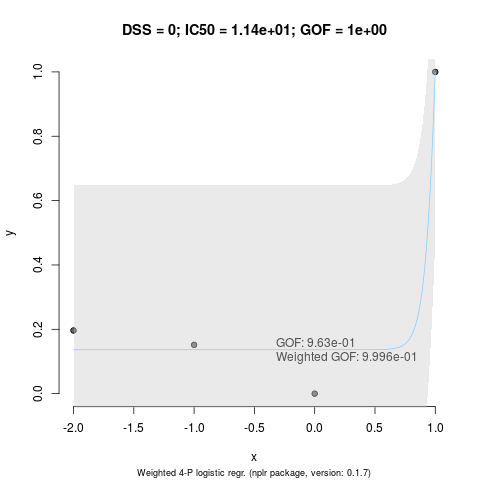 DSS = 0; IC50 = 1.14e+01; GOF = 1e+00
1.0
0.8
0.6
y
0.4
0.2
0.0
GOF: 9.63e-01
Weighted GOF: 9.996e-01
-2.0 -1.5 -1.0 -0.5 0.0 0.5 1.0
x
Weighted 4-P logistic regr. (nplr package, version: 0.1.7)